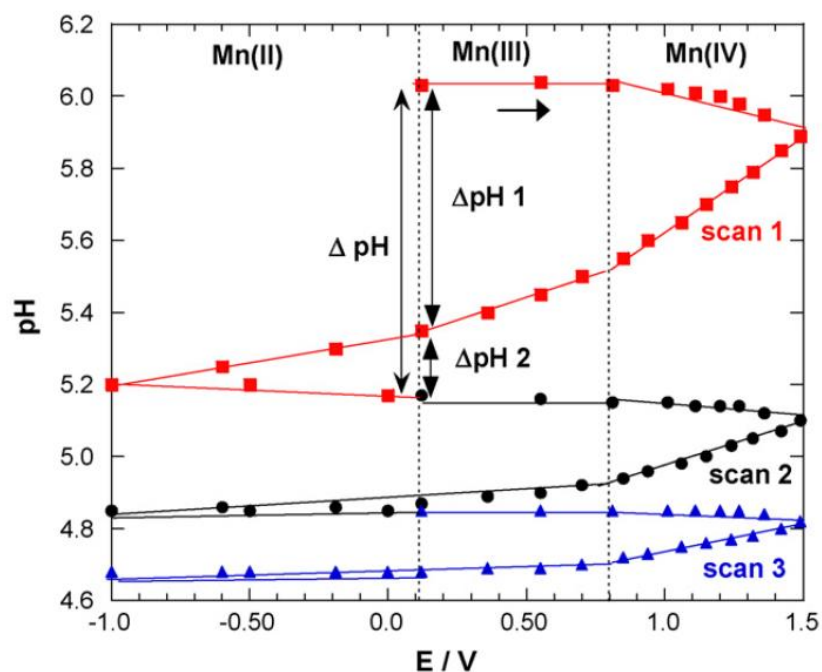 6.2
Mn(II)
Mn(III)
Mn(IV)
6.0
5.8
ΔpH 1
Δ pH
scan 1
5.6
pH
5.4
ΔpH 2
5.2
5.0
scan 2
4.8
scan 3
4.6
-1.0
-0.50
0.0
0.50
1.0
1.5
E / V